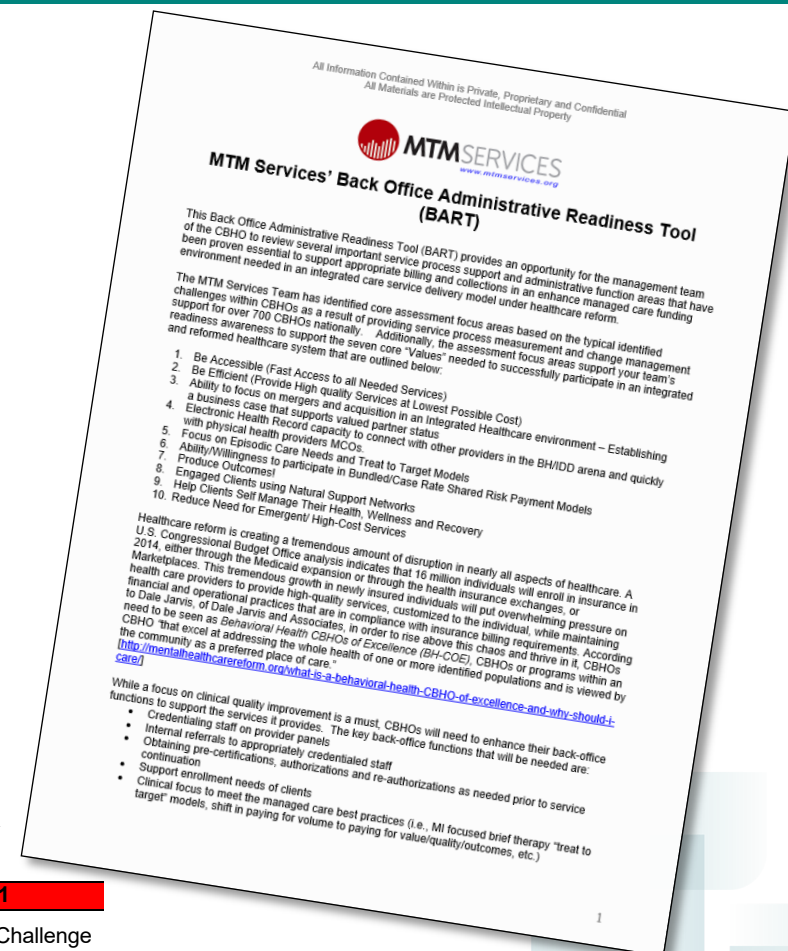 All Information Contained Within is Private, Proprietary and Confidential
All Materials are Protected Intellectual Property
MTMSERVICES
www.mtmservices.org
MTM Services' Back Office Administrative Readiness Tool
(BART)
This Back Office Administrative Readiness Tool (BART) provides an opportunity for the management team
of the CBHO to review several important service process support and administrative function areas that have
been proven essential to support appropriate billing and collections in an enhance managed care funding
environment needed in an integrated care service delivery model under healthcare reform.
The MTM Services Team has identified core assessment focus areas based on the typical identified
challenges within CBHOs as a result of providing service process measurement and change management
support for over 700 CBHOs nationally. Additionally, the assessment focus areas support your team's
readiness awareness to support the seven core "Values" needed to successfully participate in an integrated
and reformed healthcare system that are outlined below:
1. Be Accessible (Fast Access to all Needed Services)
2. Be Efficient (Provide High quality Services at Lowest Possible Cost)
3. Ability to focus on mergers and acquisition in an Integrated Healthcare environment – Establishing
a business case that supports valued partner status
4. Electronic Health Record capacity to connect with other providers in the BH/IDD arena and quickly
with physical health providers MCOs.
5. Focus on Episodic Care Needs and Treat to Target Models
6. Ability/Willingness to participate in Bundled/Case Rate Shared Risk Payment Models
7. Produce Outcomes!
8. Engaged Clients using Natural Support Networks
9. Help Clients Self Manage Their Health, Wellness and Recovery
10. Reduce Need for Emergent/ High-Cost Services
Healthcare reform is creating a tremendous amount of disruption in nearly all aspects of healthcare. A
U.S. Congressional Budget Office analysis indicates that 16 million individuals will enroll in insurance in
2014, either through the Medicaid expansion or through the health insurance exchanges, or
Marketplaces. This tremendous growth in newly insured individuals will put overwhelming pressure on
health care providers to provide high-quality services, customized to the individual, while maintaining
financial and operational practices that are in compliance with insurance billing requirements. According
to Dale Jarvis, of Dale Jarvis and Associates, in order to rise above this chaos and thrive in it, CBHOs
need to be seen as Behavioral Health CBHOs of Excellence (BH-COE), CBHOs or programs within an
CBHO "that excel at addressing the whole health of one or more identified populations and is viewed by
the community as a preferred place of care."
[http://mentalhealthcarereform.org/what-is-a-behavioral-health-CBHO-of-excellence-and-why-should-i-
care/]
While a focus on clinical quality improvement is a must, CBHOs will need to enhance their back-office
functions to support the services it provides. The key back-office functions that will be needed are:
• Credentialing staff on provider panels
• Internal referrals to appropriately credentialed staff
• Obtaining pre-certifications, authorizations and re-authorizations as needed prior to service
continuation
• Support enrollment needs of clients
• Clinical focus to meet the managed care best practices (i.e., MI focused brief therapy "treat to
target" models, shift in paying for volume to paying for value/quality/outcomes, etc.)
1
1
Challenge